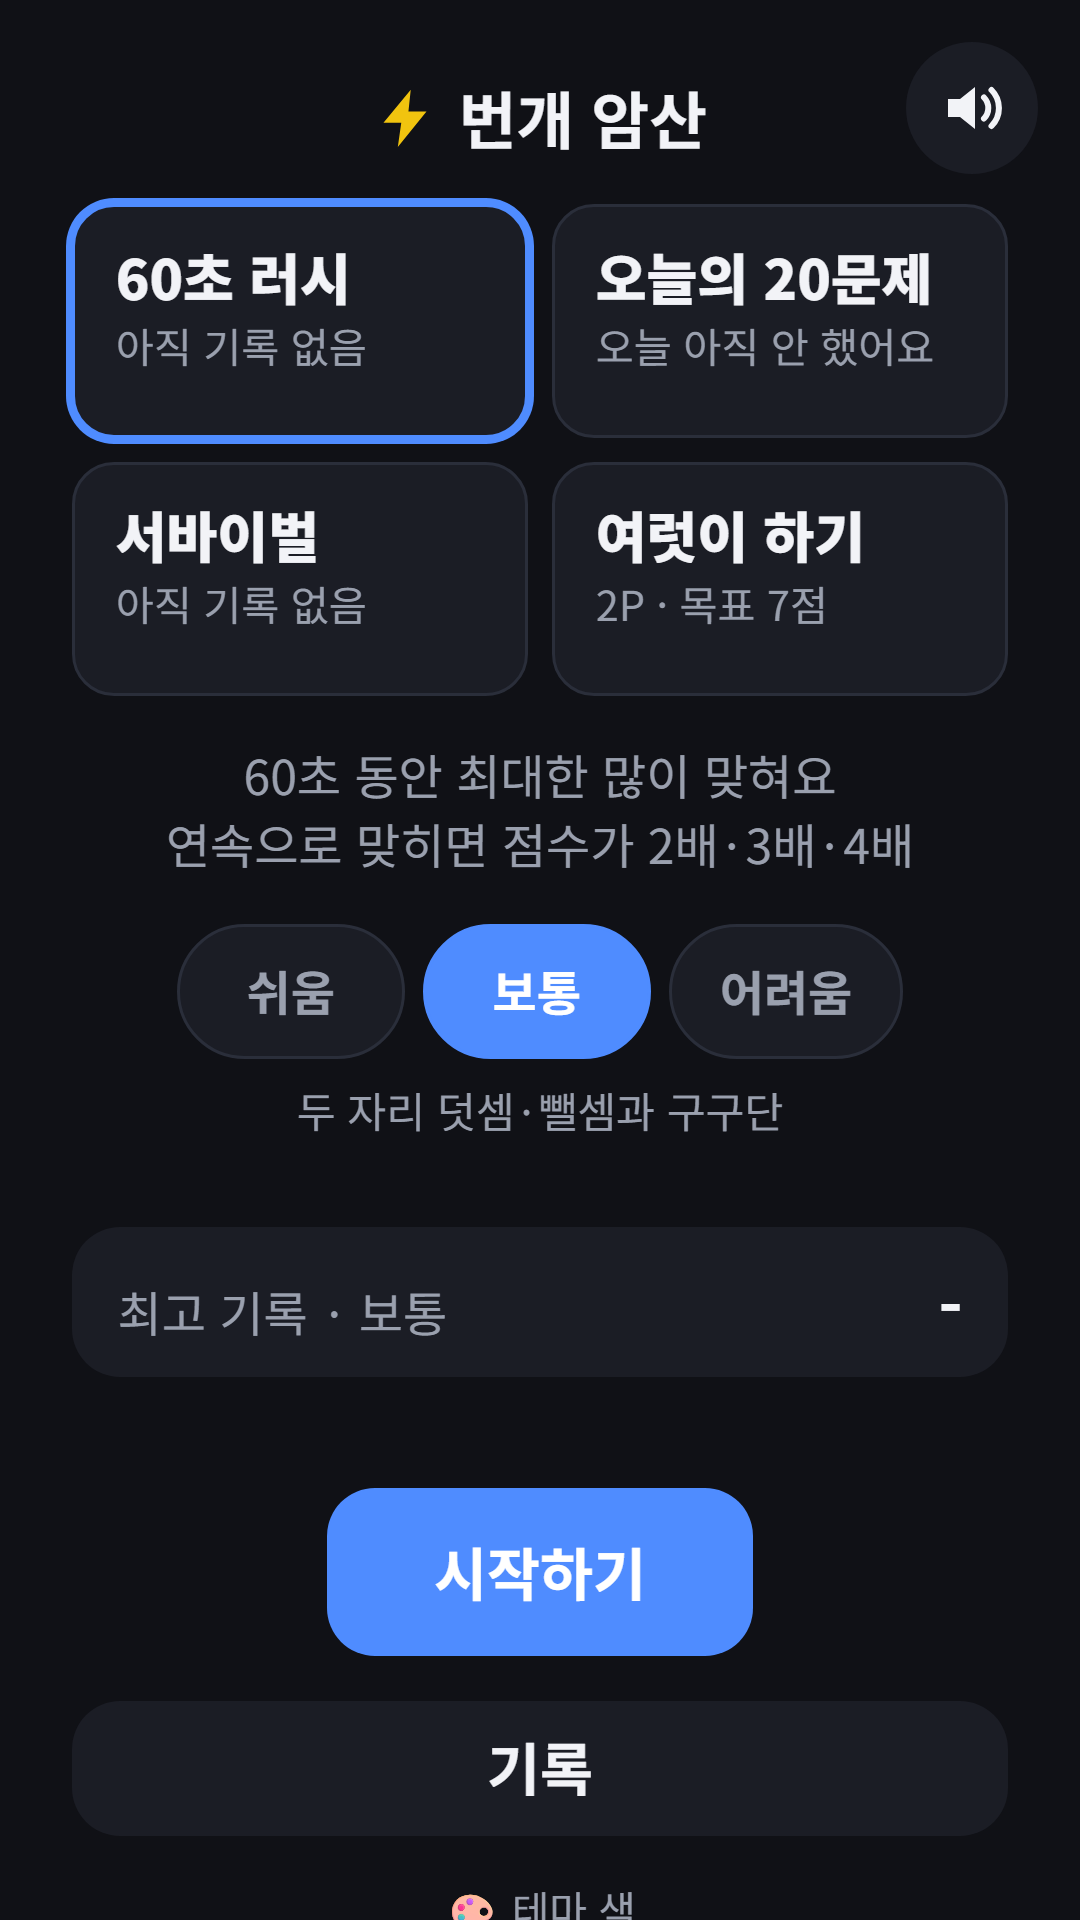 번개 암산
60초 러시
아직 기록 없음
오늘의 20문제
오늘 아직 안 했어요
서바이벌
아직 기록 없음
여럿이 하기
2P · 목표 7점
60초 동안 최대한 많이 맞혀요
연속으로 맞히면 점수가 2배·3배·4배
쉬움
보통
어려움
두 자리 덧셈·뺄셈과 구구단
최고 기록 · 보통
-
시작하기
기록
테마 색